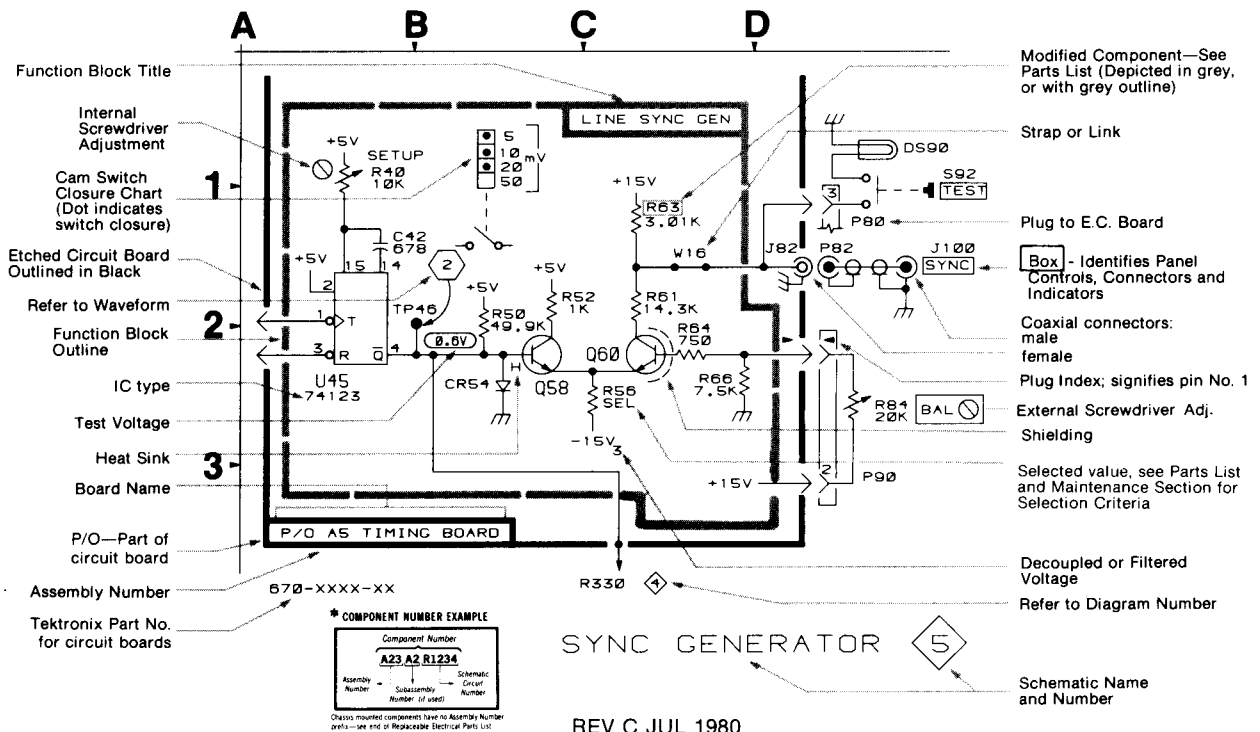 A B C D
Function Block Title
Internal
Screwdriver
Adjustment
Cam Switch
Closure Chart
(Dot indicates
switch closure)
Etched Circuit Board
Outlined in Black
Refer to Waveform
Function Block
Outline
IC type
Test Voltage
Heat Sink
Board Name
P/O—Part of
circuit board
Assembly Number
Tektronix Part No.
for circuit boards
1
2
3
LINE SYNC GEN
+5V
SETUP
R40
10K
5
10
20
50
mV
C42
678
+5V
15 14
2
1
T
3
R
Q
4
U45
74123
2
TP46
0.6V
+5V
R50
49.9K
CR54
H
+5V
R52
1K
Q58
Q60
+15V
R63
3.01K
W16
R61
14.3K
R64
750
R56
SEL
-15V
3
R66
7.5K
+15V
P/O A5 TIMING BOARD
670-XXXX-XX
R330
4
DS90
S92
TEST
3
P80
J82 P82 J100
SYNC
1
R84
20K
BAL
2
P90
Modified Component—See
Parts List (Depicted in grey,
or with grey outline)
Strap or Link
Plug to E.C. Board
Box - Identifies Panel
Controls, Connectors and
Indicators
Coaxial connectors:
male
female
Plug Index; signifies pin No. 1
External Screwdriver Adj.
Shielding
Selected value, see Parts List
and Maintenance Section for
Selection Criteria
Decoupled or Filtered
Voltage
Refer to Diagram Number
Schematic Name
and Number
* COMPONENT NUMBER EXAMPLE
Component Number
A23 A2 R1234
Assembly
Number
Subassembly
Number (if used)
Schematic
Circuit
Number
Chassis mounted components have no Assembly Number
prefix—see end of Replaceable Electrical Parts List
SYNC GENERATOR
5
REV C JUL 1980